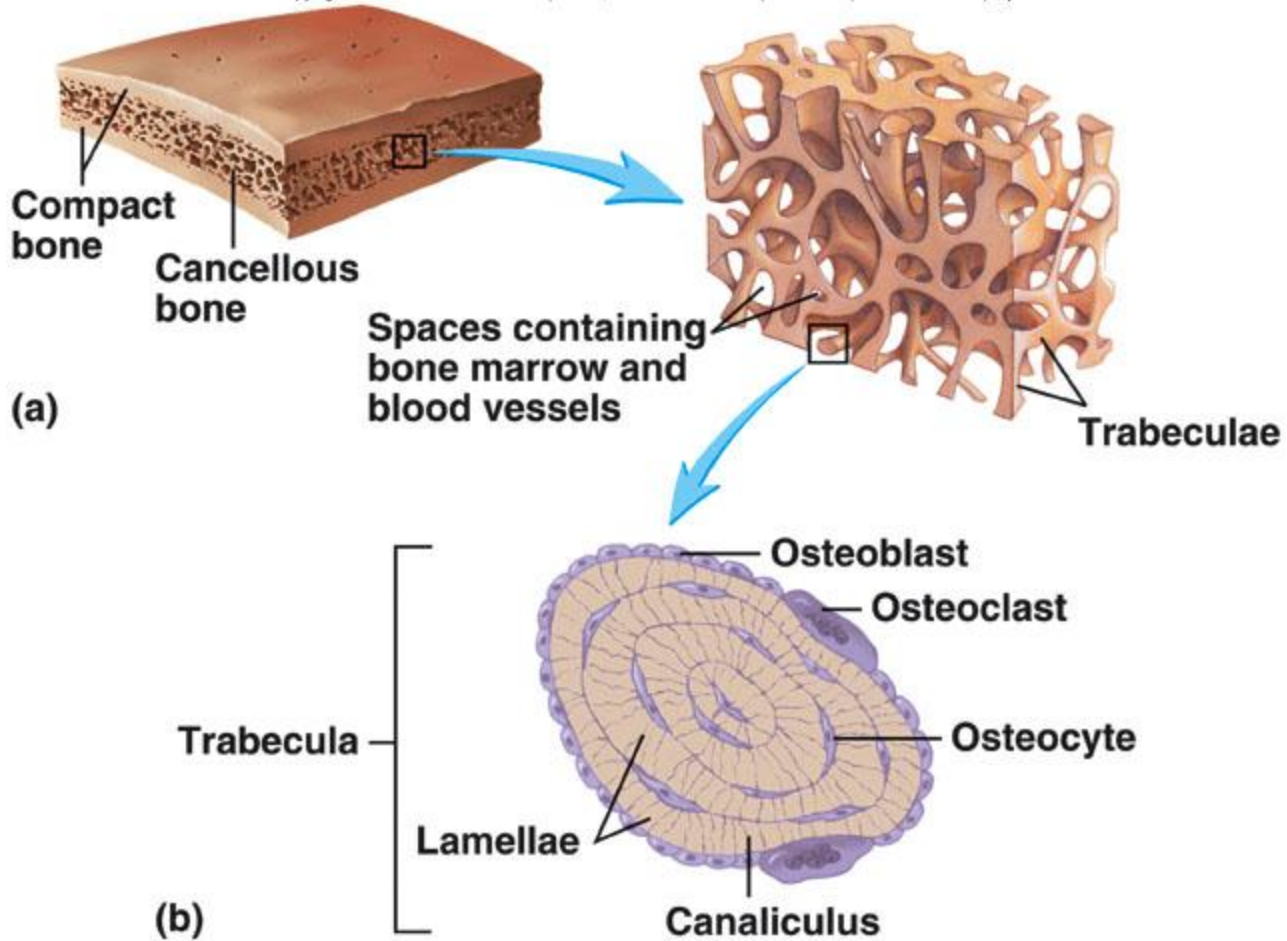 Compact
bone
Cancellous
bone
Spaces containing
bone marrow and
blood vessels
(a)
Trabeculae
Osteoblast
Osteoclast
Trabecula
Osteocyte
Lamellae
Canaliculus
(b)